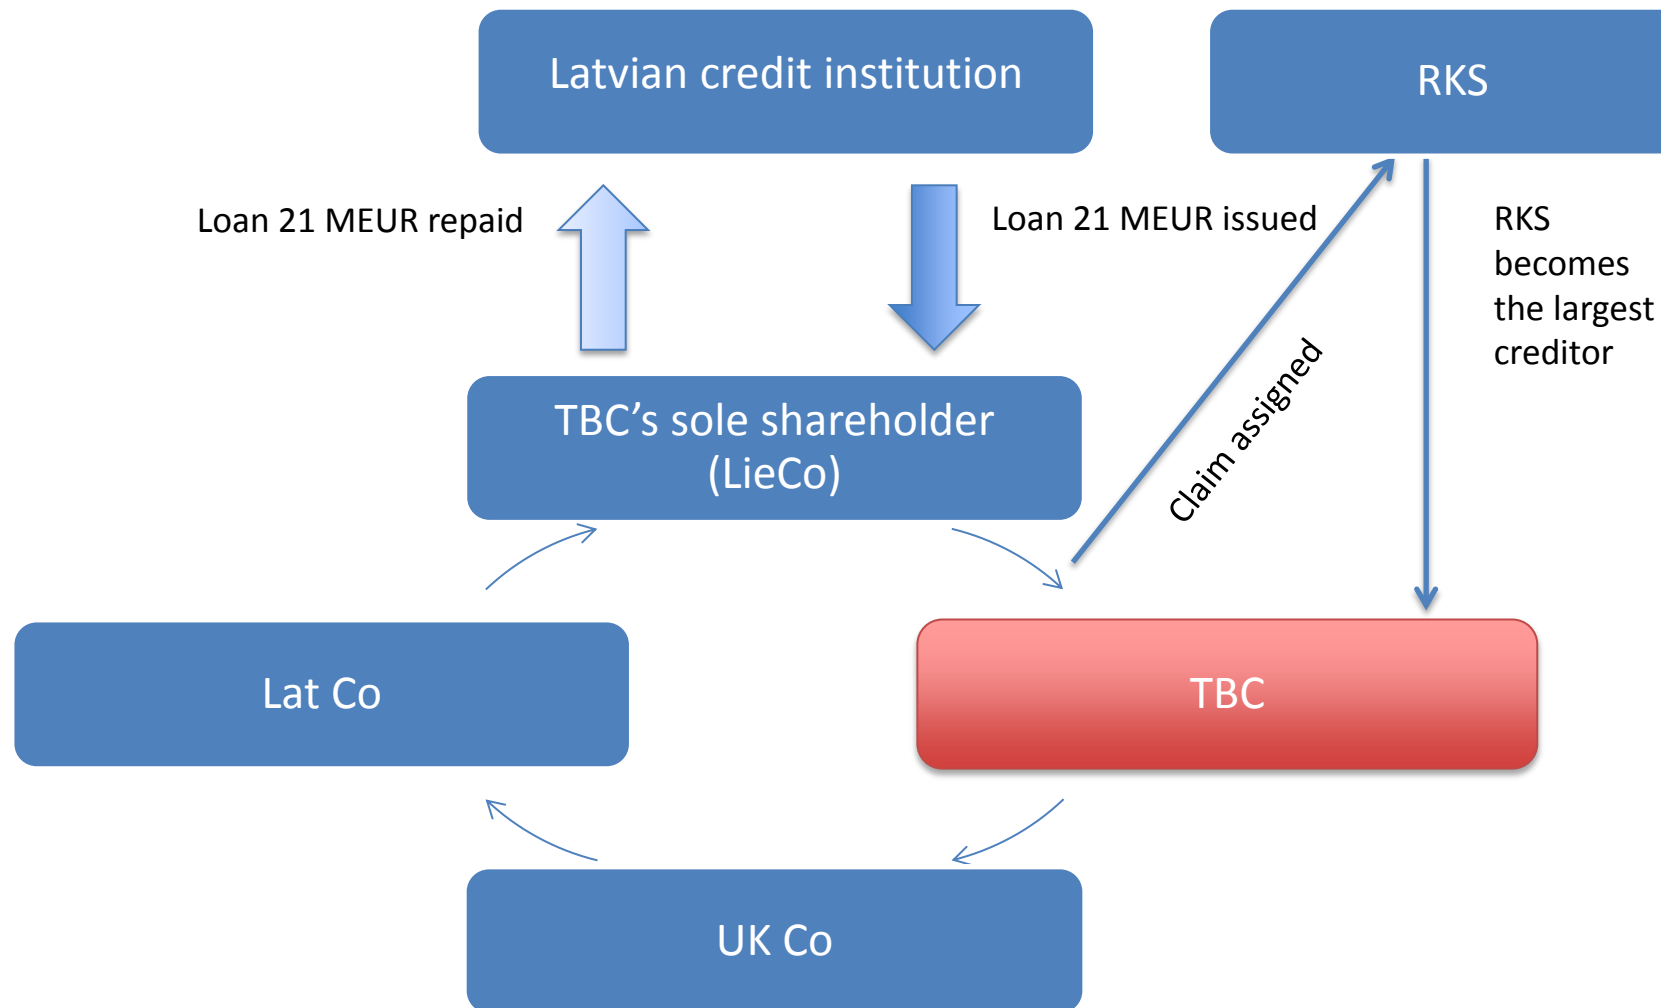 Latvian credit institution
RKS
Loan 21 MEUR repaid
Loan 21 MEUR issued
RKS
becomes
the largest
creditor
Claim assigned
TBC’s sole shareholder
(LieCo)
Lat Co
TBC
UK Co